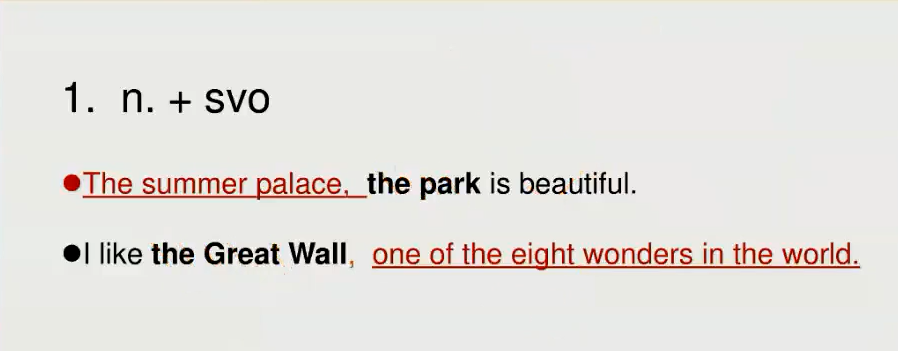 1. n. + svo
●The summer palace, the park is beautiful.
●I like the Great Wall, one of the eight wonders in the world.